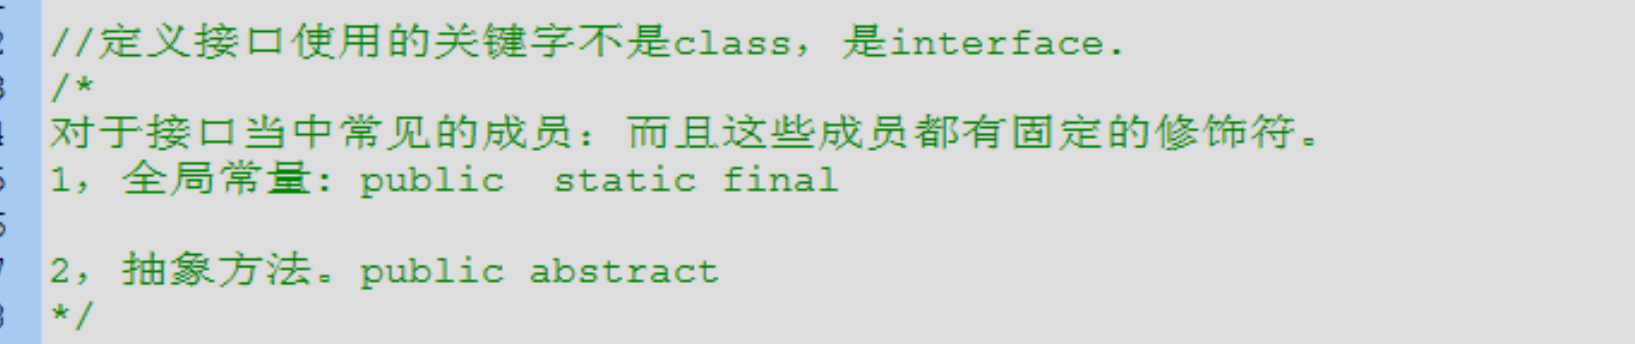 //定义接口使用的关键字不是class，是interface.
/*
对于接口当中常见的成员：而且这些成员都有固定的修饰符。
1，全局常量: public  static final
2，抽象方法。public abstract
*/